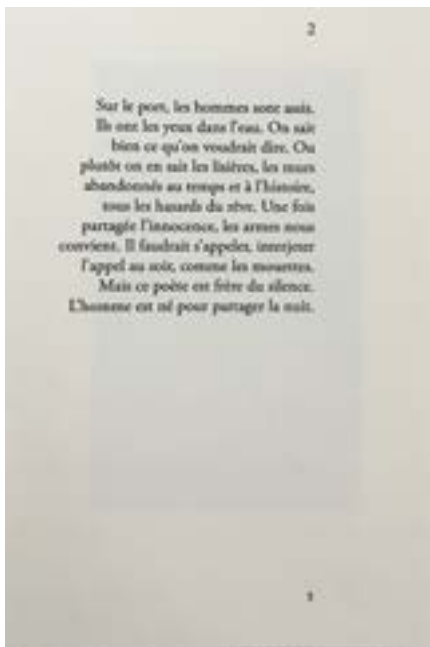 2
Sur le port, les hommes sont assis.
Ils ont les yeux dans l'eau. On sait
bien ce qu'on voudrait dire. Ou
plutôt on en sait les lisières, les murs
abandonnés au temps et à l'histoire,
tous les hasards du rêve. Une fois
partagée l'innocence, les armes nous
convient. Il faudrait s'appeler, interjeter
l'appel au soir, comme les mouettes.
Mais ce poète est frère du silence.
L'homme est né pour partager la nuit.